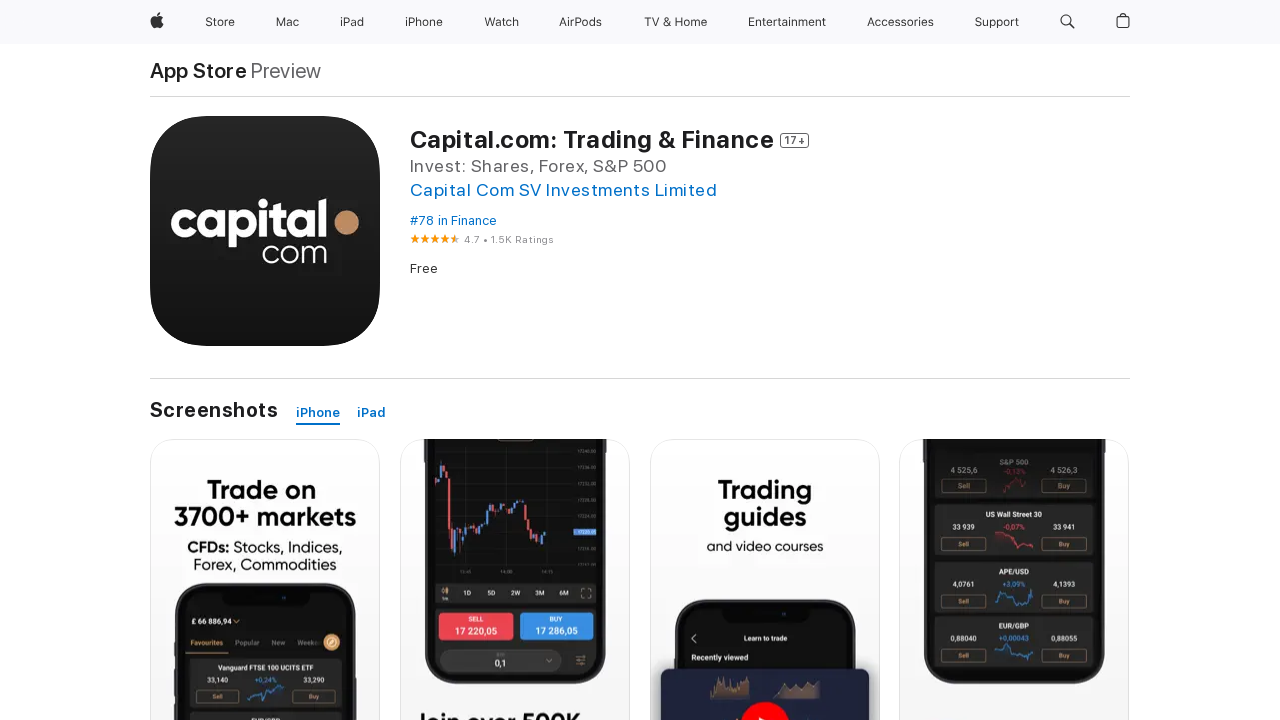 Store Mac iPad iPhone Watch AirPods TV & Home Entertainment Accessories Support
App Store Preview
capital
com
Capital.com: Trading & Finance 17+
Invest: Shares, Forex, S&P 500
Capital Com SV Investments Limited
#78 in Finance
4.7 • 1.5K Ratings
Free
Screenshots iPhone iPad
Trade on
3700+ markets
CFDs: Stocks, Indices,
Forex, Commodities
£ 66 886,94
Favourites Popular New
Vanguard FTSE 100 UCITS ETF
33,140 +0,24% 33,290
Sell Buy
1D 5D 2W 3M 6M
SELL BUY
17 220,05 17 286,05
0,1
Join over 500K
Trading
guides
and video courses
Learn to trade
Recently viewed
S&P 500
4 525,6 -0,13% 4 526,3
Sell Buy
US Wall Street 30
33 939 -0,07% 33 941
Sell Buy
APE/USD
4,0761 +3,09% 4,1393
Sell Buy
EUR/GBP
0,88040 +0,00043 0,88055
Sell Buy